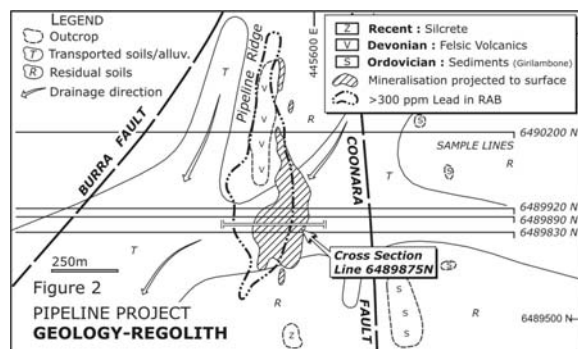 LEGEND
Outcrop
T Transported soils/alluv.
R Residual soils
Drainage direction
Z Recent : Silcrete
V Devonian : Felsic Volcanics
S Ordovician : Sediments (Girilambone)
Mineralisation projected to surface
>300 ppm Lead in RAB
445600 E
Pipeline Ridge
T
V
V
V
V
R
T
S
6490200 N
SAMPLE LINES
BURRA FAULT
COONARA FAULT
R
T
S
R
6489920 N
6489890 N
6489830 N
T
Cross Section
Line 6489875N
250m
Figure 2
PIPELINE PROJECT
GEOLOGY-REGOLITH
R
Z
S
S
S
S
R
6489500 N